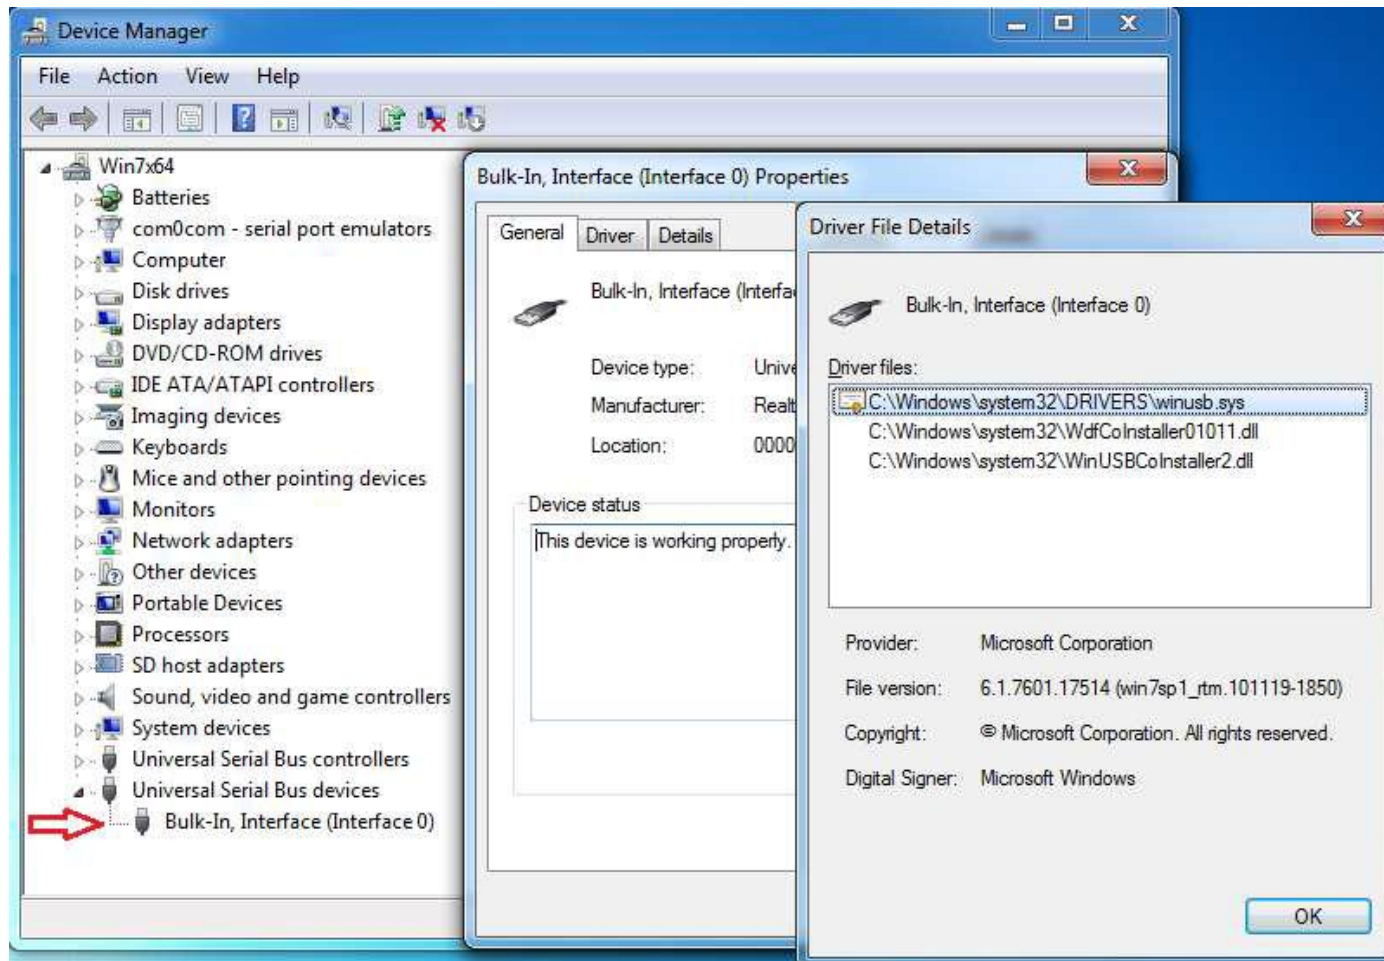 Device Manager
File Action View Help
Win7x64
Batteries
com0com - serial port emulators
Computer
Disk drives
Display adapters
DVD/CD-ROM drives
IDE ATA/ATAPI controllers
Imaging devices
Keyboards
Mice and other pointing devices
Monitors
Network adapters
Other devices
Portable Devices
Processors
SD host adapters
Sound, video and game controllers
System devices
Universal Serial Bus controllers
Universal Serial Bus devices
Bulk-In, Interface (Interface 0)
Bulk-In, Interface (Interface 0) Properties
General Driver Details
Bulk-In, Interface (Interfa
Device type: Unive
Manufacturer: Realt
Location: 0000
Device status
This device is working properly.
Driver File Details
Bulk-In, Interface (Interface 0)
Driver files:
C:\Windows\system32\DRIVERS\winusb.sys
C:\Windows\system32\WdfCoInstaller01011.dll
C:\Windows\system32\WinUSBCoInstaller2.dll
Provider: Microsoft Corporation
File version: 6.1.7601.17514 (win7sp1_rtm.101119-1850)
Copyright: © Microsoft Corporation. All rights reserved.
Digital Signer: Microsoft Windows
OK